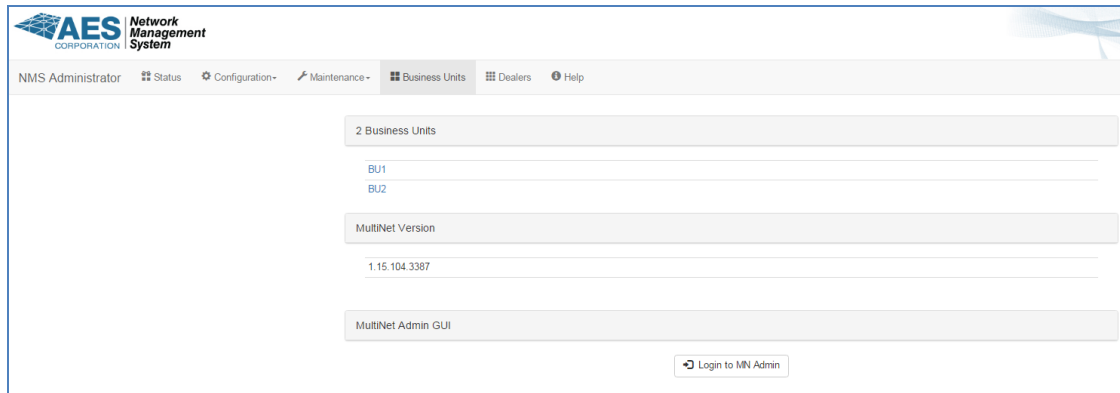 AES
CORPORATION
Network
Management
System
NMS Administrator Status Configuration Maintenance Business Units Dealers Help
2 Business Units
BU1
BU2
MultiNet Version
1.15.104.3387
MultiNet Admin GUI
Login to MN Admin